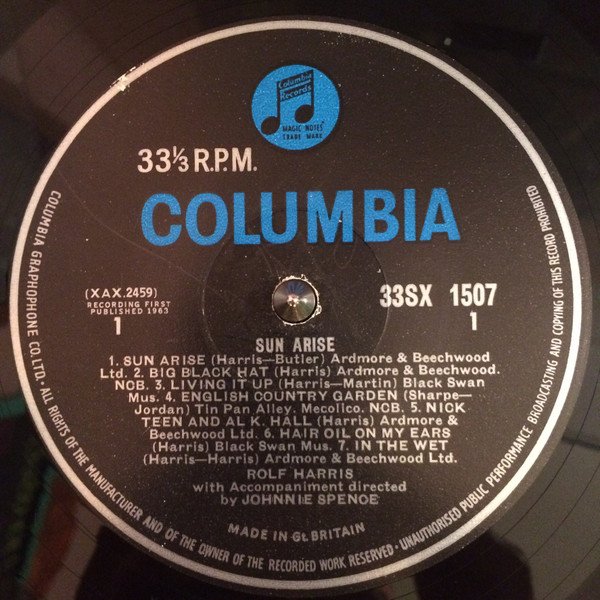 Columbia
Records
MAGIC NOTES
TRADE MARK
33⅓ R.P.M.
COLUMBIA
(XAX.2459)
RECORDING FIRST
PUBLISHED 1963
1
33SX 1507
1
SUN ARISE
1. SUN ARISE (Harris—Butler) Ardmore & Beechwood
Ltd. 2. BIG BLACK HAT (Harris) Ardmore & Beechwood.
NCB. 3. LIVING IT UP (Harris—Martin) Black Swan
Mus. 4. ENGLISH COUNTRY GARDEN (Sharpe—
Jordan) Tin Pan Alley. Mecolico. NCB. 5. NICK
TEEN AND AL K. HALL (Harris) Ardmore &
Beechwood Ltd. 6. HAIR OIL ON MY EARS
(Harris) Black Swan Mus. 7. IN THE WET
(Harris—Harris) Ardmore & Beechwood Ltd.
ROLF HARRIS
with Accompaniment directed
by JOHNNIE SPENCE
MADE IN Gt. BRITAIN
COLUMBIA GRAPHOPHONE CO. LTD. · ALL RIGHTS OF THE MANUFACTURER AND OF THE OWNER OF THE RECORDED WORK RESERVED · UNAUTHORISED PUBLIC PERFORMANCE BROADCASTING AND COPYING OF THIS RECORD PROHIBITED